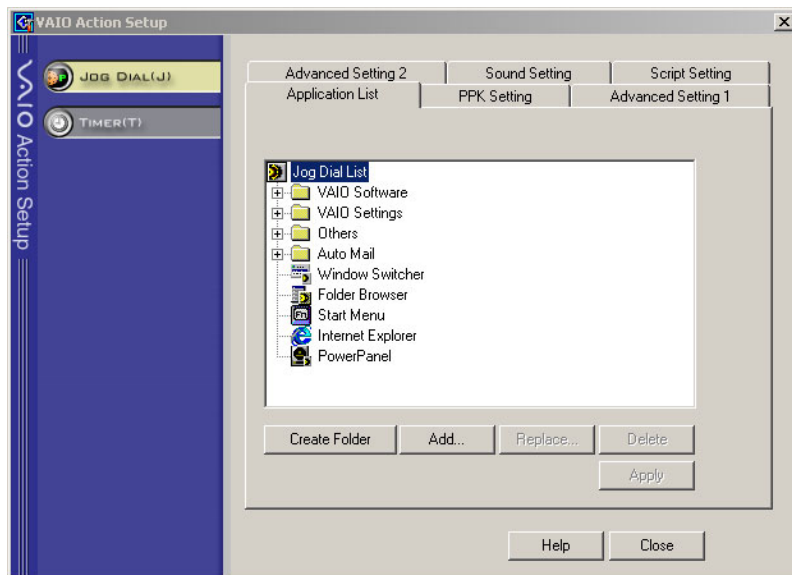 VAIO Action Setup
JOG DIAL(J)
TIMER(T)
VAIO Action Setup
Advanced Setting 2
Sound Setting
Script Setting
Application List
PPK Setting
Advanced Setting 1
Jog Dial List
VAIO Software
VAIO Settings
Others
Auto Mail
Window Switcher
Folder Browser
Start Menu
Internet Explorer
PowerPanel
Create Folder
Add...
Replace...
Delete
Apply
Help
Close